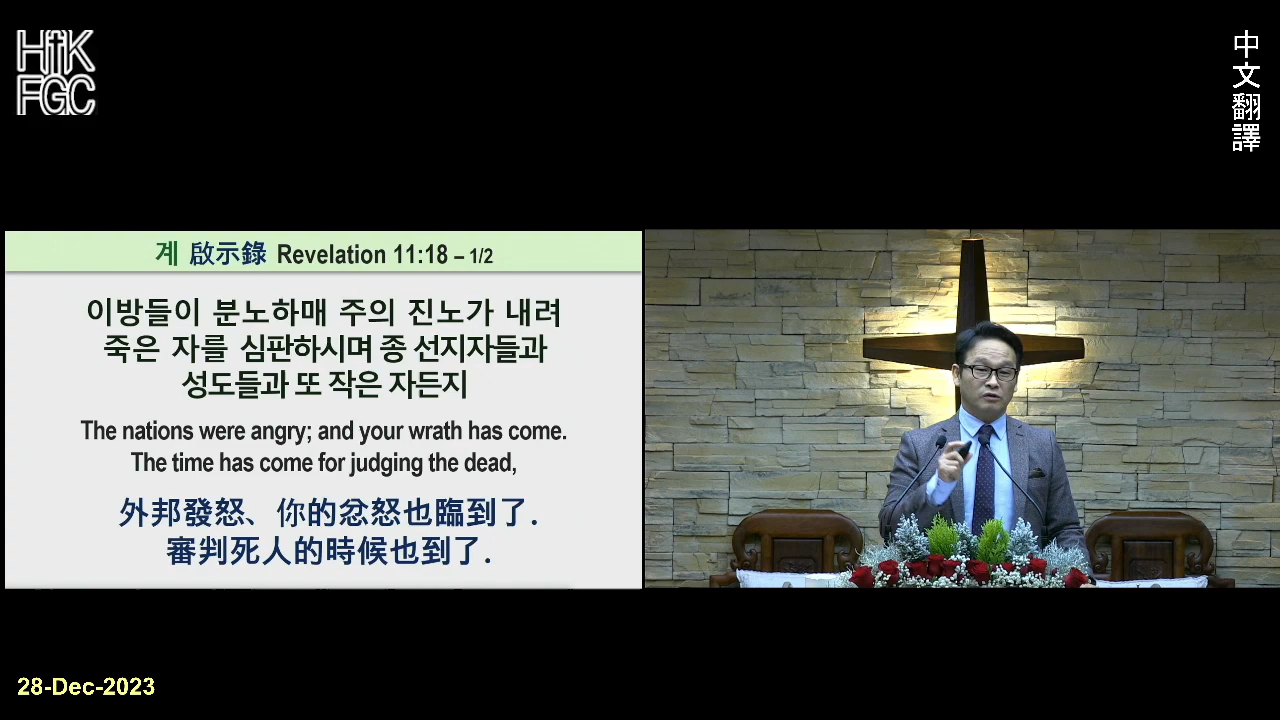 HfK
FGC
中文翻譯
계 啟示錄 Revelation 11:18 – 1/2
이방들이 분노하매 주의 진노가 내려
죽은 자를 심판하시며 종 선지자들과
성도들과 또 작은 자든지
The nations were angry; and your wrath has come.
The time has come for judging the dead,
外邦發怒、你的忿怒也臨到了.
審判死人的時候也到了.
28-Dec-2023